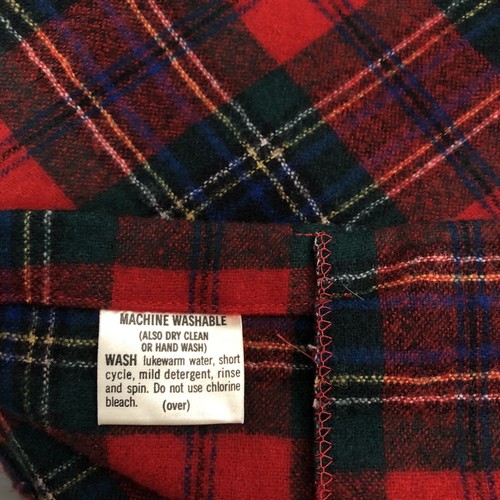 MACHINE WASHABLE
(ALSO DRY CLEAN
OR HAND WASH)
WASH lukewarm water, short
cycle, mild detergent, rinse
and spin. Do not use chlorine
bleach. (over)